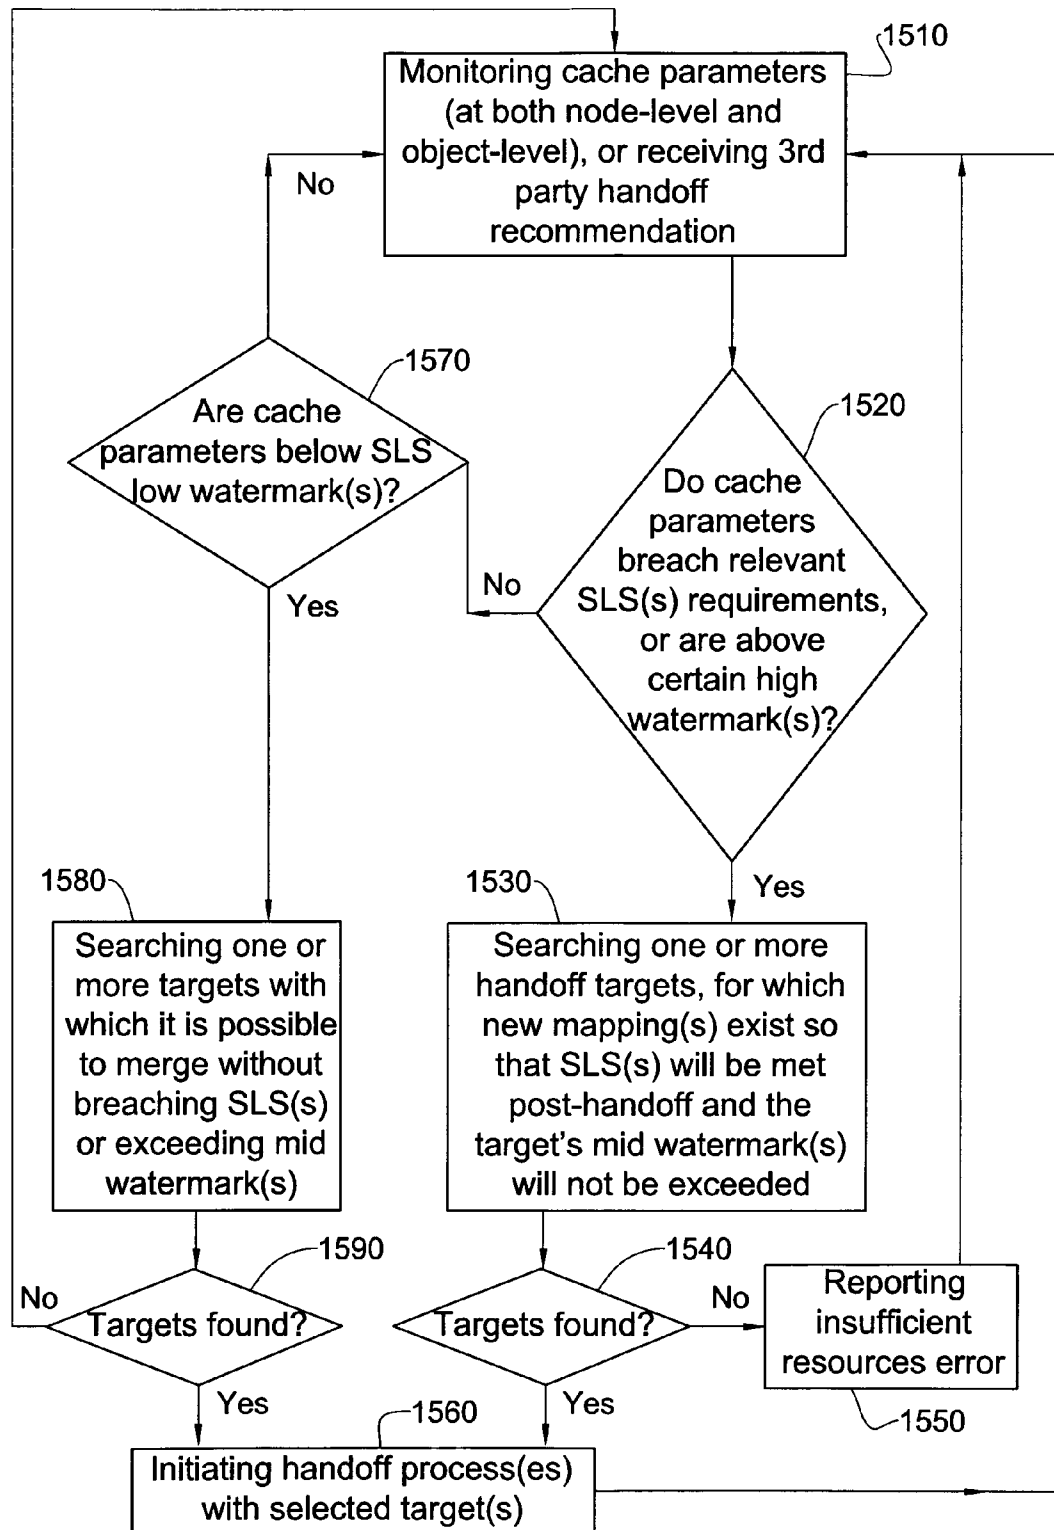 1510
Monitoring cache parameters
(at both node-level and
object-level), or receiving 3rd
party handoff
recommendation
No
1570
Are cache
parameters below SLS
low watermark(s)?
Yes
1520
Do cache
parameters
breach relevant
SLS(s) requirements,
or are above
certain high
watermark(s)?
No
Yes
1580
Searching one or
more targets with
which it is possible
to merge without
breaching SLS(s)
or exceeding mid
watermark(s)
1530
Searching one or more
handoff targets, for which
new mapping(s) exist so
that SLS(s) will be met
post-handoff and the
target's mid watermark(s)
will not be exceeded
1590
No
Targets found?
Yes
1540
Targets found?
No
Yes
Reporting
insufficient
resources error
1550
1560
Initiating handoff process(es)
with selected target(s)